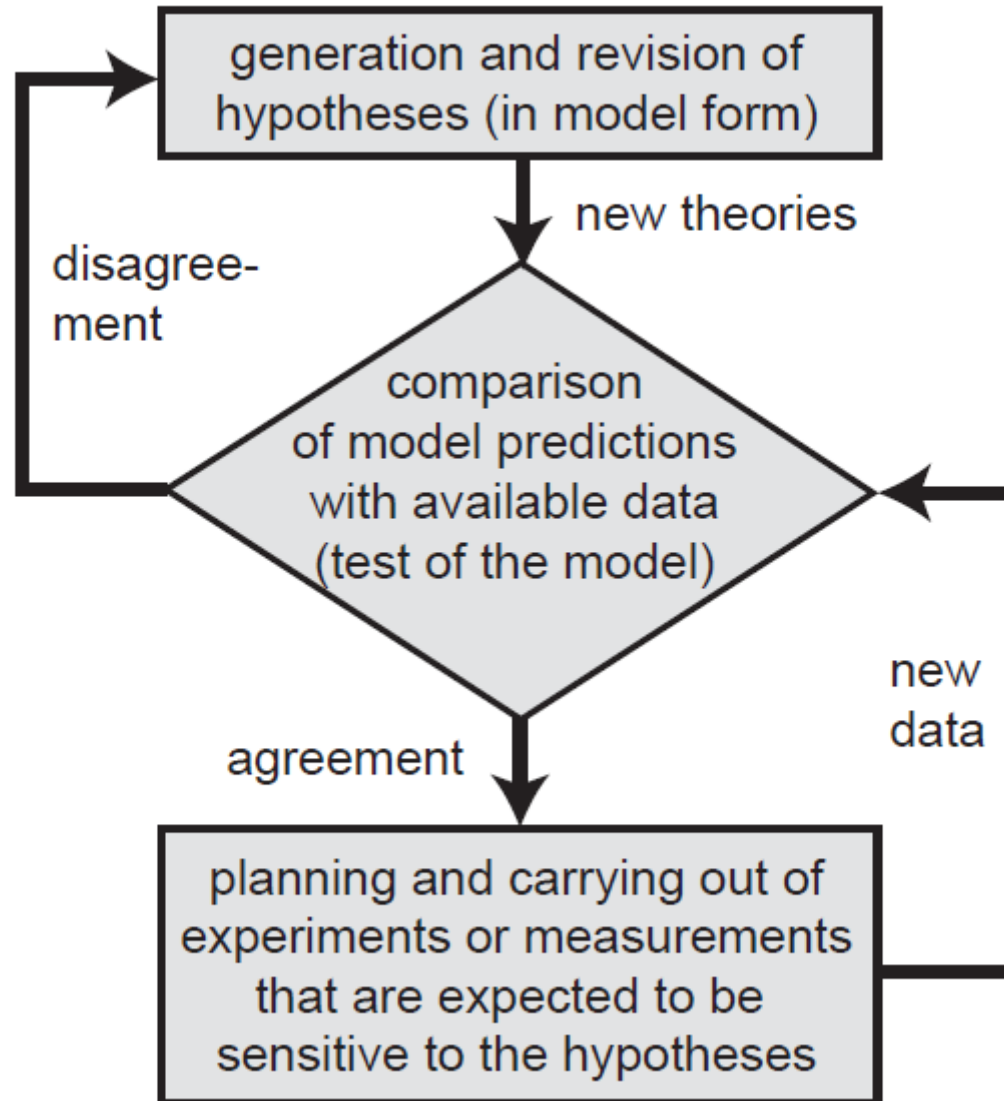 generation and revision of
hypotheses (in model form)
new theories
disagree-
ment
comparison
of model predictions
with available data
(test of the model)
new
data
agreement
planning and carrying out of
experiments or measurements
that are expected to be
sensitive to the hypotheses